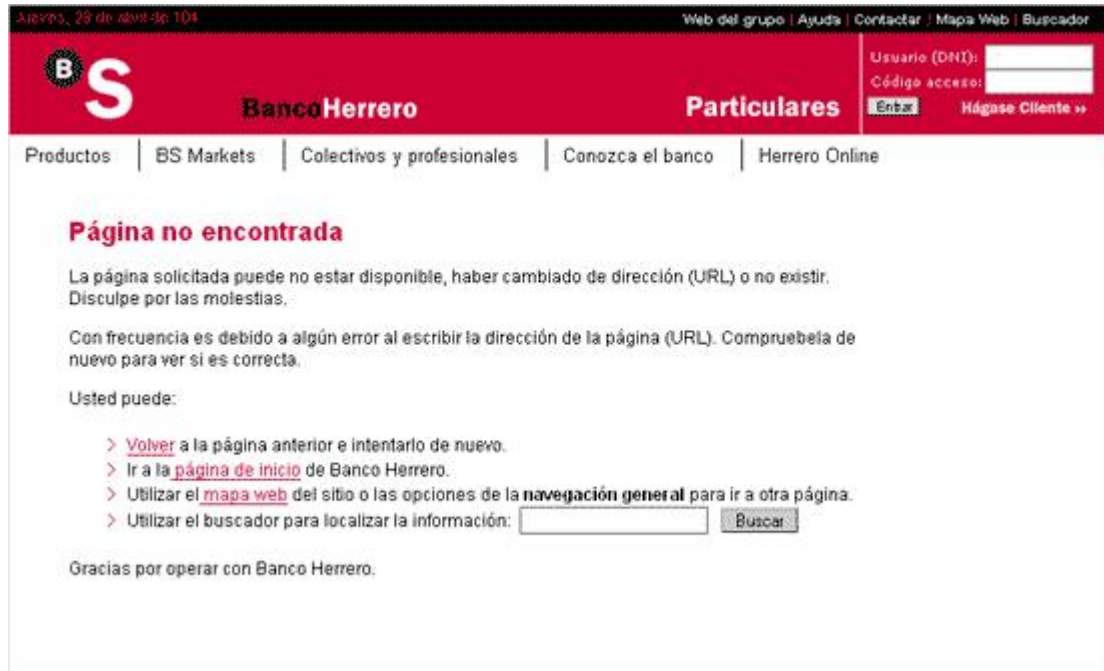 Jueves, 29 de abril de 104
Web del grupo | Ayuda | Contactar | Mapa Web | Buscador
BS
BancoHerrero
Particulares
Usuario (DNI):
Código acceso:
Entrar
Hágase Cliente »
Productos | BS Markets | Colectivos y profesionales | Conozca el banco | Herrero Online
Página no encontrada
La página solicitada puede no estar disponible, haber cambiado de dirección (URL) o no existir.
Disculpe por las molestias.
Con frecuencia es debido a algún error al escribir la dirección de la página (URL). Compruebela de
nuevo para ver si es correcta.
Usted puede:
> Volver a la página anterior e intentarlo de nuevo.
> Ir a la página de inicio de Banco Herrero.
> Utilizar el mapa web del sitio o las opciones de la navegación general para ir a otra página.
> Utilizar el buscador para localizar la información:
Buscar
Gracias por operar con Banco Herrero.